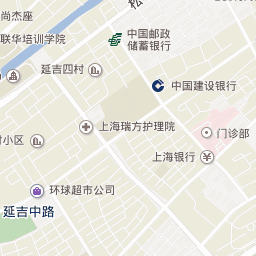 尚杰座
联华培训学院
中国邮政
储蓄银行
延吉四村
中国建设银行
上海瑞方护理院
门诊部
小区
上海银行
环球超市公司
延吉中路